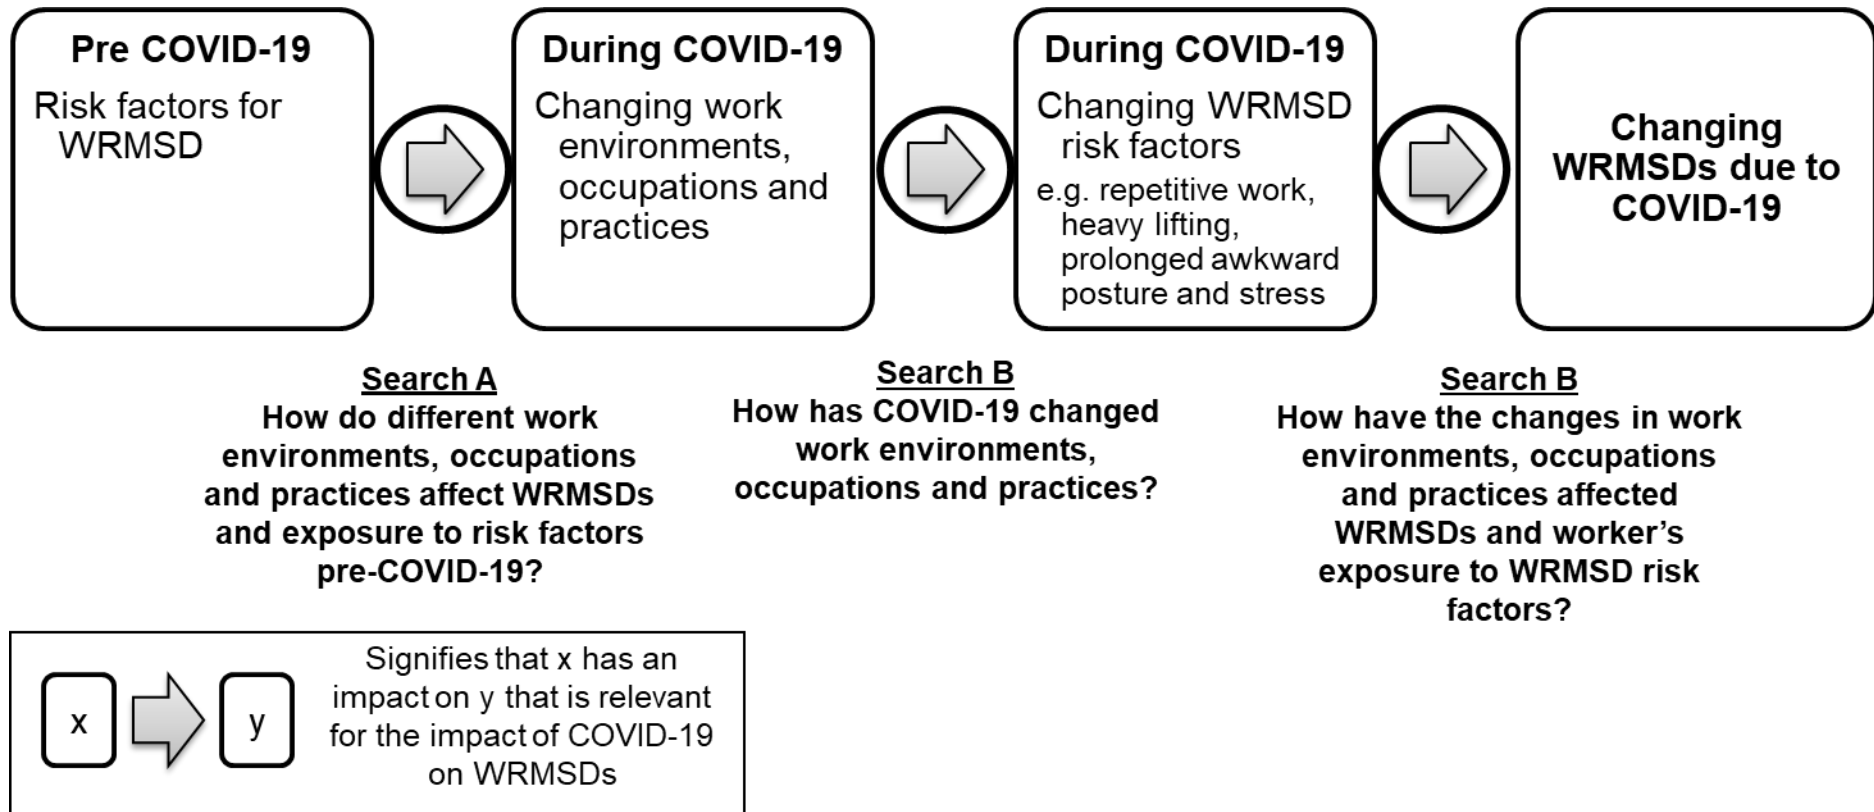 Pre COVID-19
Risk factors for
WRMSD
During COVID-19
Changing work
environments,
occupations and
practices
During COVID-19
Changing WRMSD
risk factors
e.g. repetitive work,
heavy lifting,
prolonged awkward
posture and stress
Changing
WRMSDs due to
COVID-19
Search A
How do different work
environments, occupations
and practices affect WRMSDs
and exposure to risk factors
pre-COVID-19?
Search B
How has COVID-19 changed
work environments,
occupations and practices?
Search B
How have the changes in work
environments, occupations
and practices affected
WRMSDs and worker’s
exposure to WRMSD risk
factors?
x
y
Signifies that x has an
impact on y that is relevant
for the impact of COVID-19
on WRMSDs